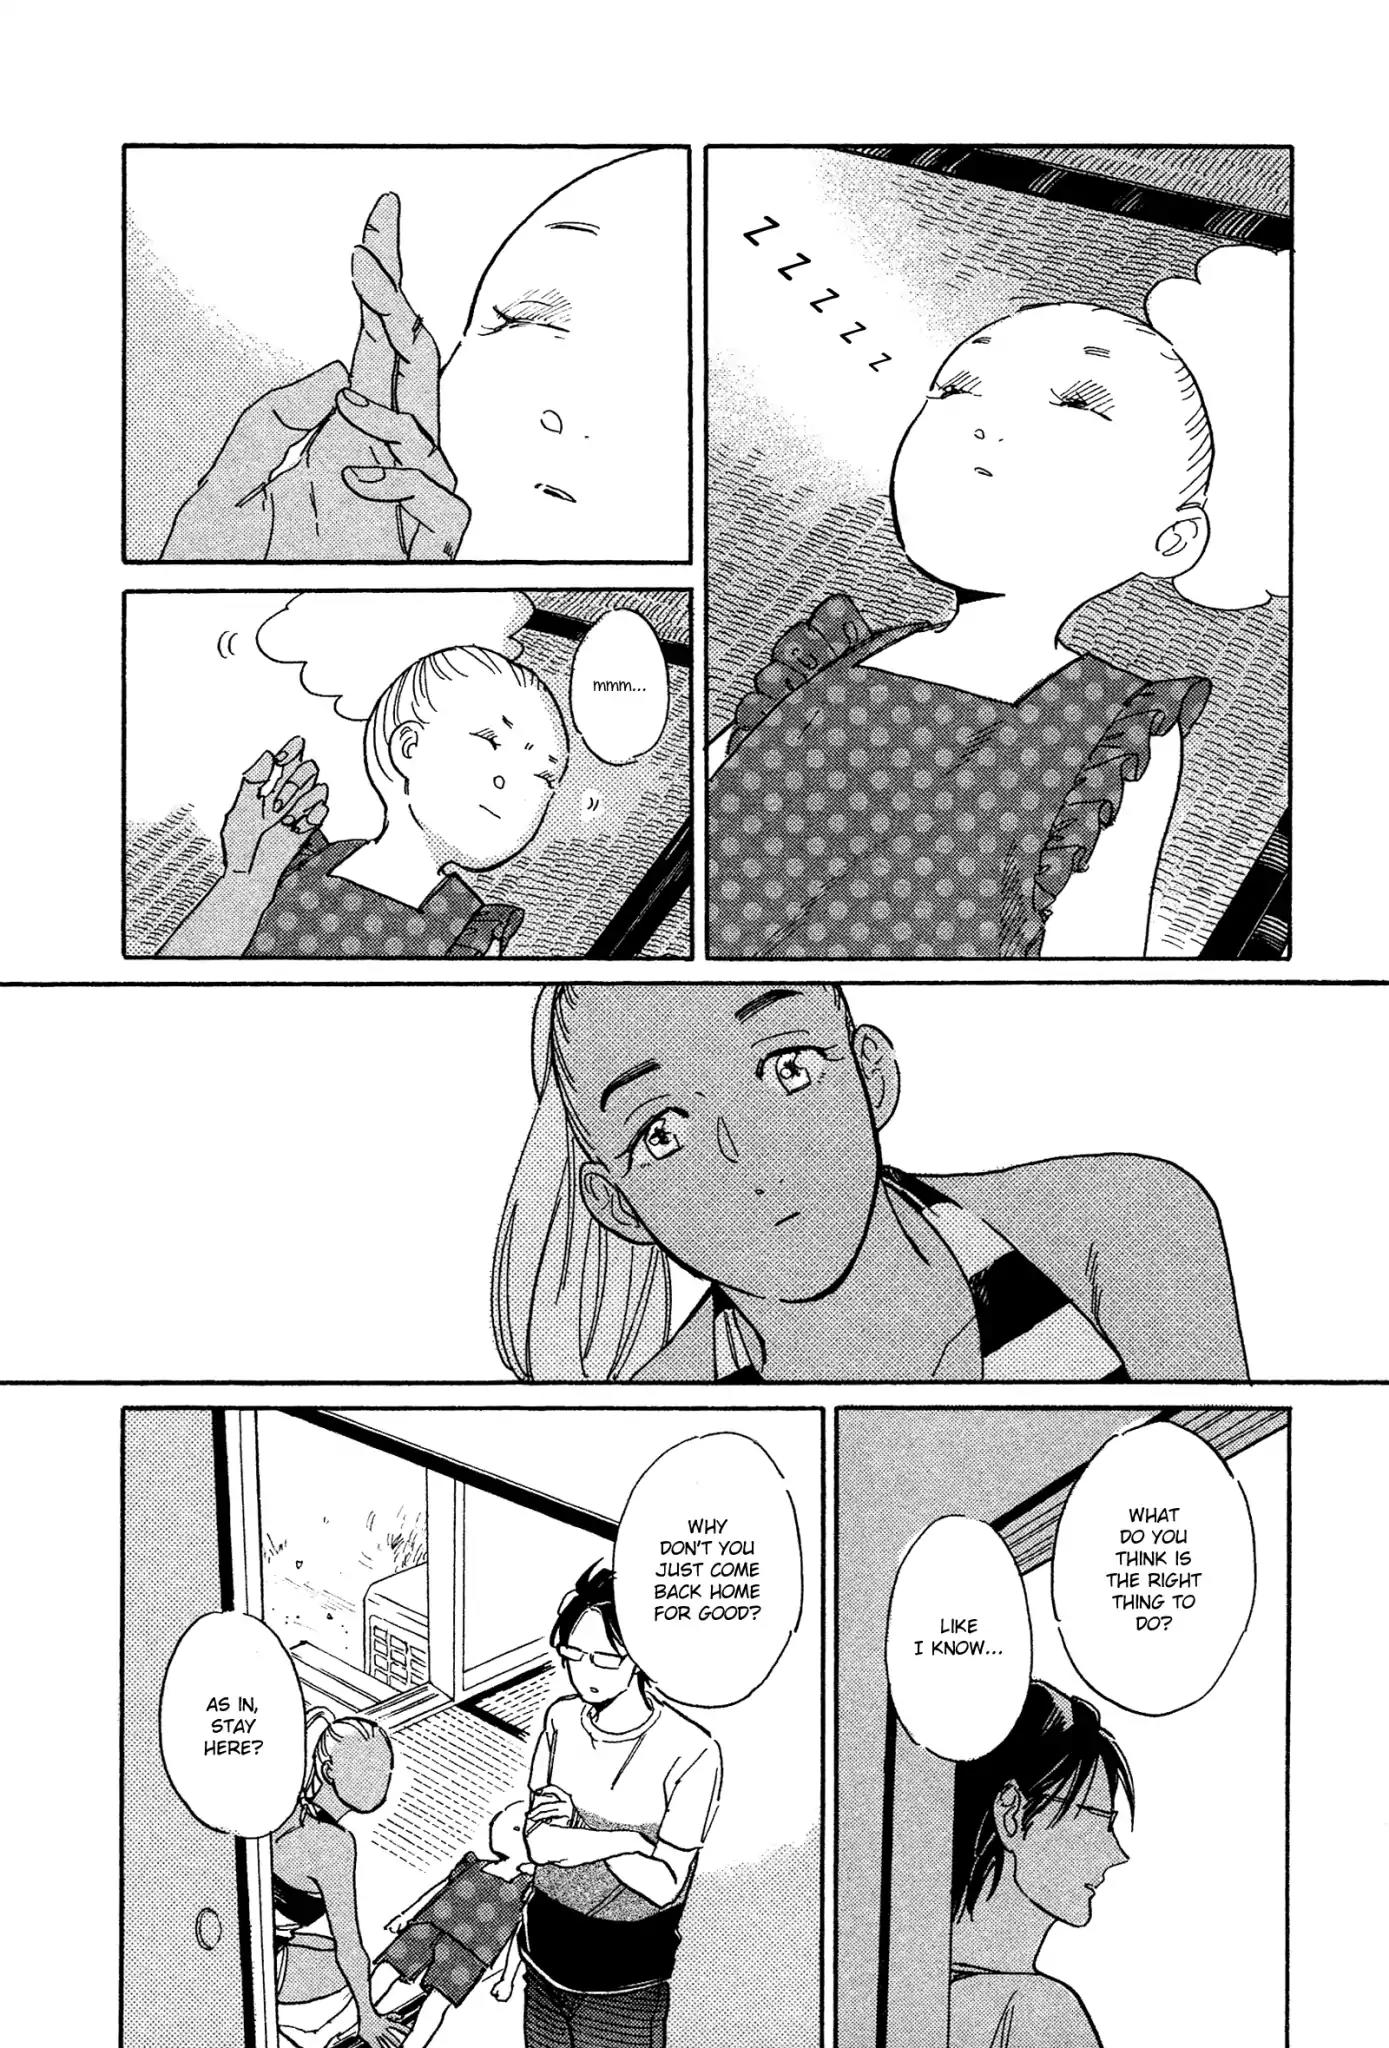 Z Z Z Z Z
mmm...
WHAT
DO YOU
THINK IS
THE RIGHT
THING TO
DO?
LIKE
I KNOW...
WHY
DON'T YOU
JUST COME
BACK HOME
FOR GOOD?
AS IN,
STAY
HERE?